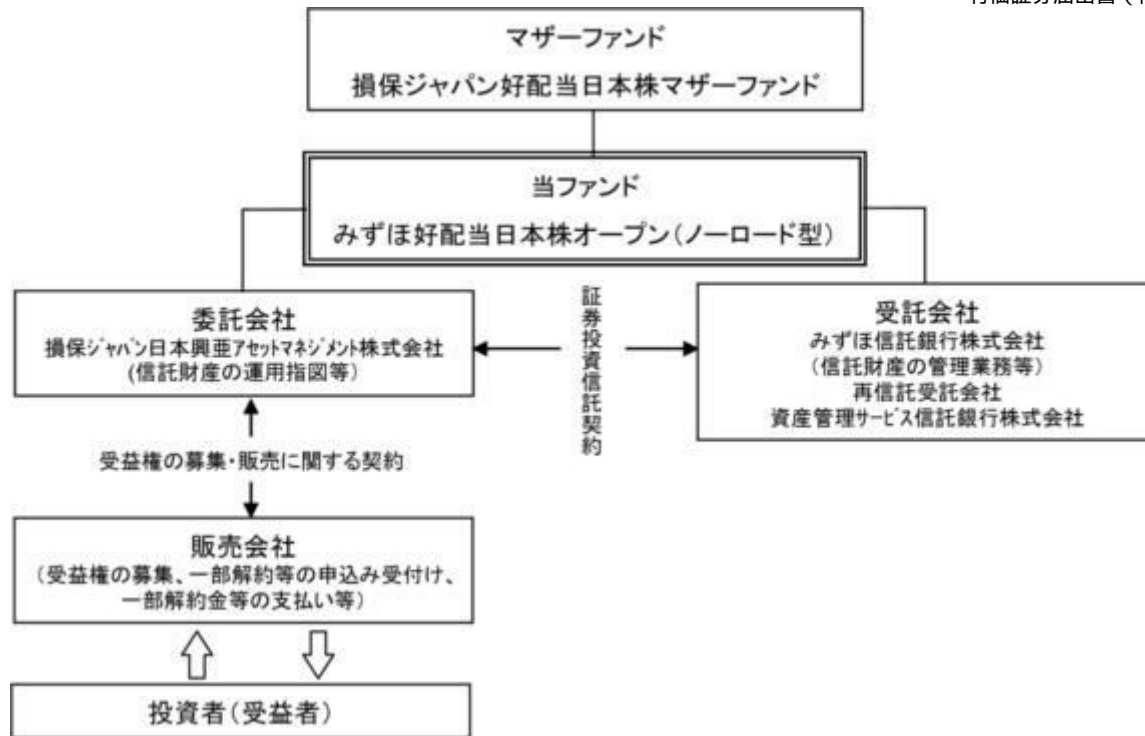 マザーファンド
損保ジャパン好配当日本株マザーファンド
当ファンド
みずほ好配当日本株オープン(ノーロード型)
委託会社
損保ジャパン日本興亜アセットマネジメント株式会社
(信託財産の運用指図等)
証券投資信託契約
受託会社
みずほ信託銀行株式会社
(信託財産の管理業務等)
再信託受託会社
資産管理サービス信託銀行株式会社
受益権の募集・販売に関する契約
販売会社
(受益権の募集、一部解約等の申込み受付け、
一部解約金等の支払い等)
投資者(受益者)